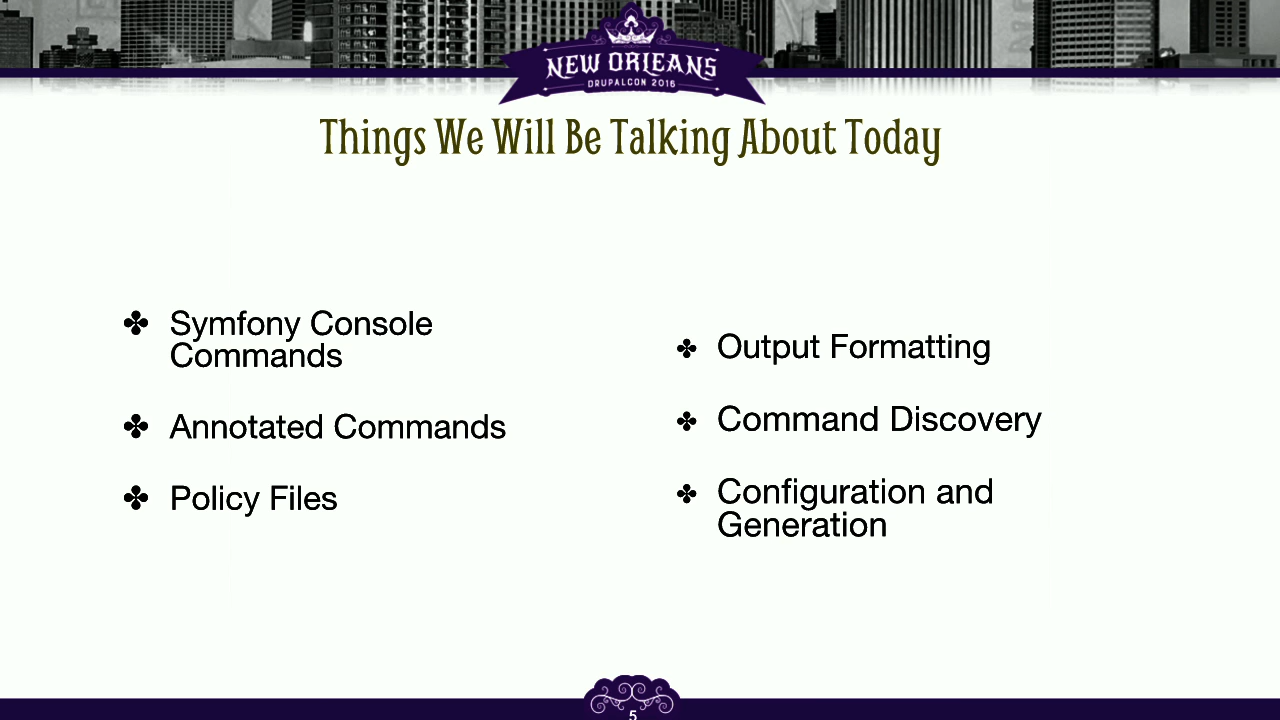 NEW ORLEANS
DRUPALCON 2016
Things We Will Be Talking About Today
✤ Symfony Console
Commands
✤ Annotated Commands
✤ Policy Files
✤ Output Formatting
✤ Command Discovery
✤ Configuration and
Generation
5